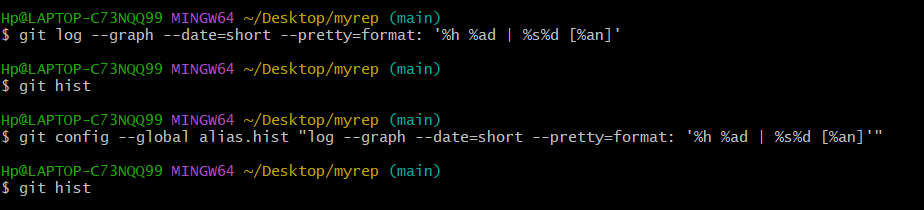 Hp@LAPTOP-C73NQQ99 MINGW64 ~/Desktop/myrep (main)
$ git log --graph --date=short --pretty=format: '%h %ad | %s%d [%an]'
Hp@LAPTOP-C73NQQ99 MINGW64 ~/Desktop/myrep (main)
$ git hist
Hp@LAPTOP-C73NQQ99 MINGW64 ~/Desktop/myrep (main)
$ git config --global alias.hist "log --graph --date=short --pretty=format: '%h %ad | %s%d [%an]'"
Hp@LAPTOP-C73NQQ99 MINGW64 ~/Desktop/myrep (main)
$ git hist